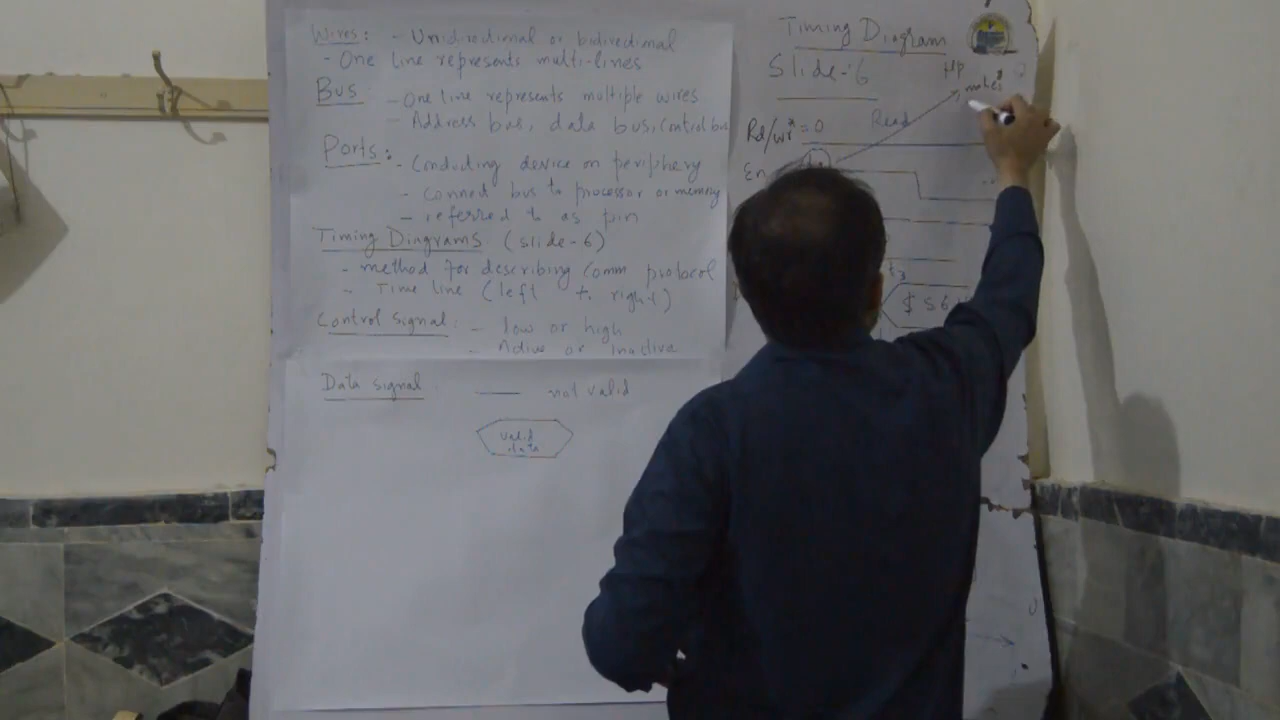 Wires: - Unidirectional or bidirectional
- One line represents multi-lines
Bus - One line represents multiple wires
- Address bus, data bus, Control bus
Ports: - Conducting device on periphery
- Connect bus to processor or memory
- referred to as pin
Timing Diagrams (slide-6)
- method for describing Comm protocol
- Time line (left to right)
Control signal: - low or high
- Active or Inactive
Data signal —— not valid
valid
data
Timing Diagram
Slide-6
μp
makes
Rd/wr* = 0 Read
En
t3
$ 56